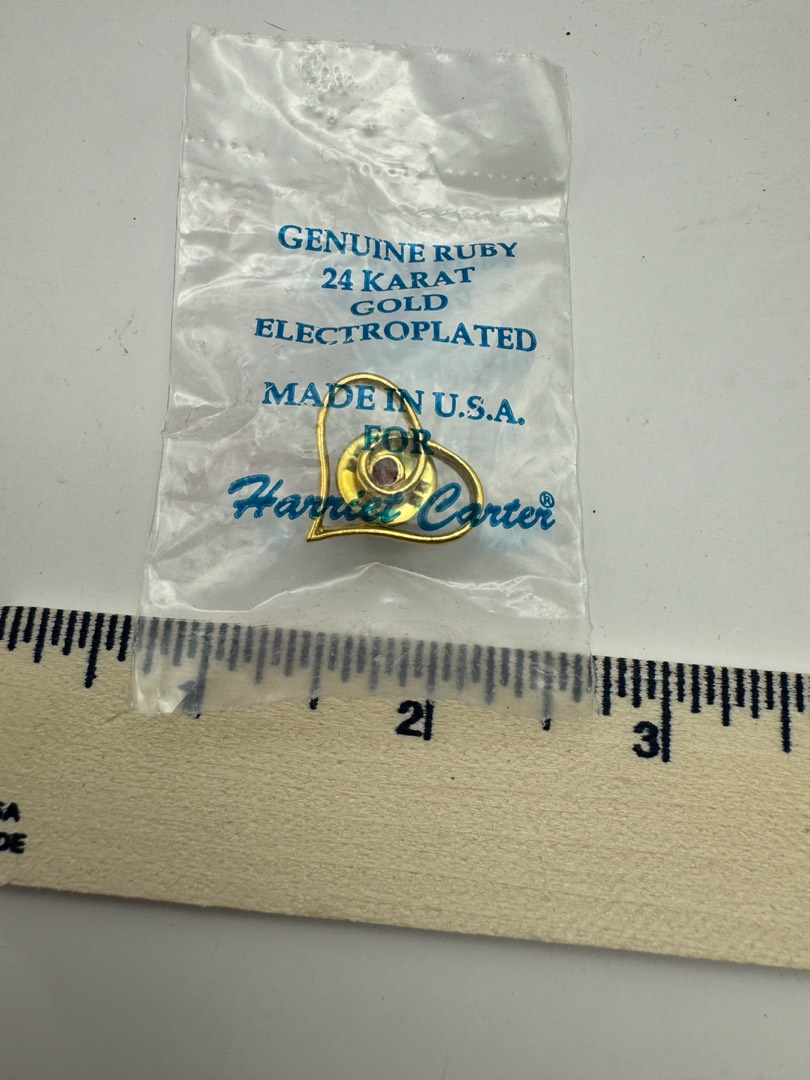 GENUINE RUBY
24 KARAT
GOLD
ELECTROPLATED
MADE IN U.S.A.
FOR
Harriet Carter®
2
3